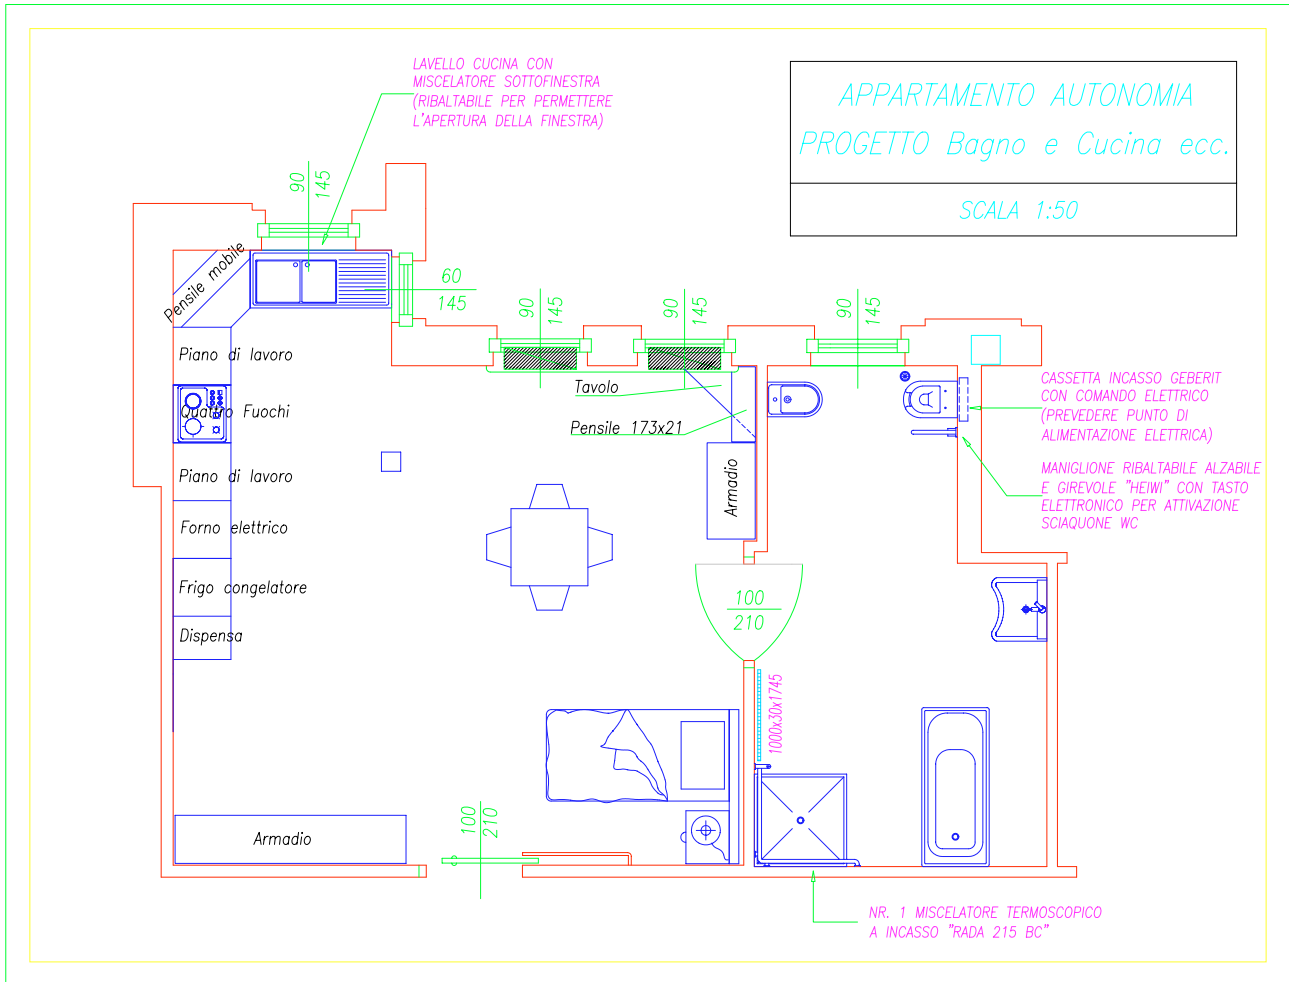 LAVELLO CUCINA CON
MISCELATORE SOTTOFINESTRA
(RIBALTABILE PER PERMETTERE
L'APERTURA DELLA FINESTRA)
APPARTAMENTO AUTONOMIA
PROGETTO Bagno e Cucina ecc.
SCALA 1:50
90
145
Pensile mobile
60
145
90
145
90
145
90
145
Piano di lavoro
Quattro Fuochi
Piano di lavoro
Forno elettrico
Frigo congelatore
Dispensa
Tavolo
Pensile 173x21
Armadio
CASSETTA INCASSO GEBERIT
CON COMANDO ELETTRICO
(PREVEDERE PUNTO DI
ALIMENTAZIONE ELETTRICA)
MANIGLIONE RIBALTABILE ALZABILE
E GIREVOLE "HEIWI" CON TASTO
ELETTRONICO PER ATTIVAZIONE
SCIAQUONE WC
100
210
1000x30x1745
Armadio
100
210
NR. 1 MISCELATORE TERMOSCOPICO
A INCASSO "RADA 215 BC"